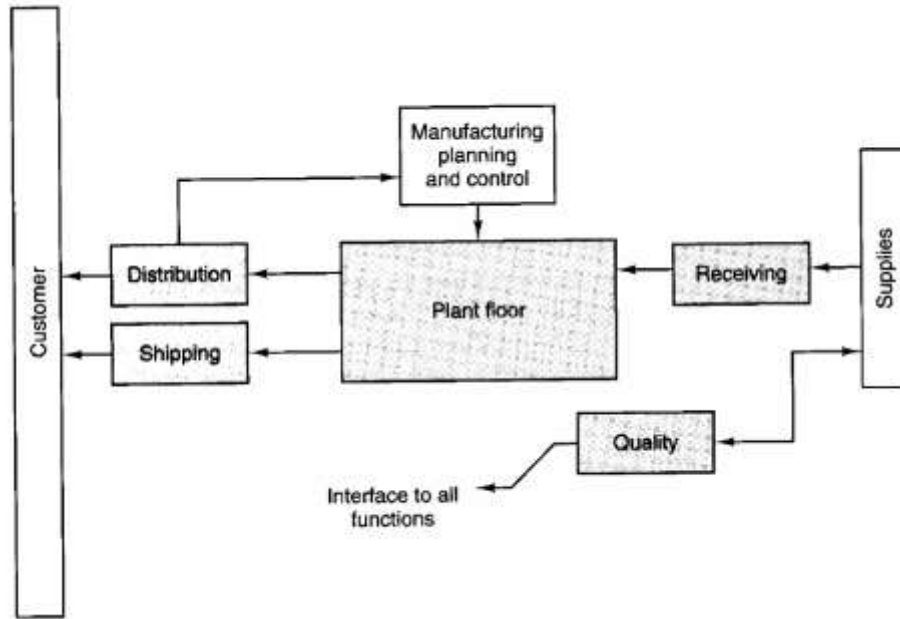 Customer
Manufacturing
planning
and control
Distribution
Shipping
Plant floor
Receiving
Supplies
Quality
Interface to all
functions